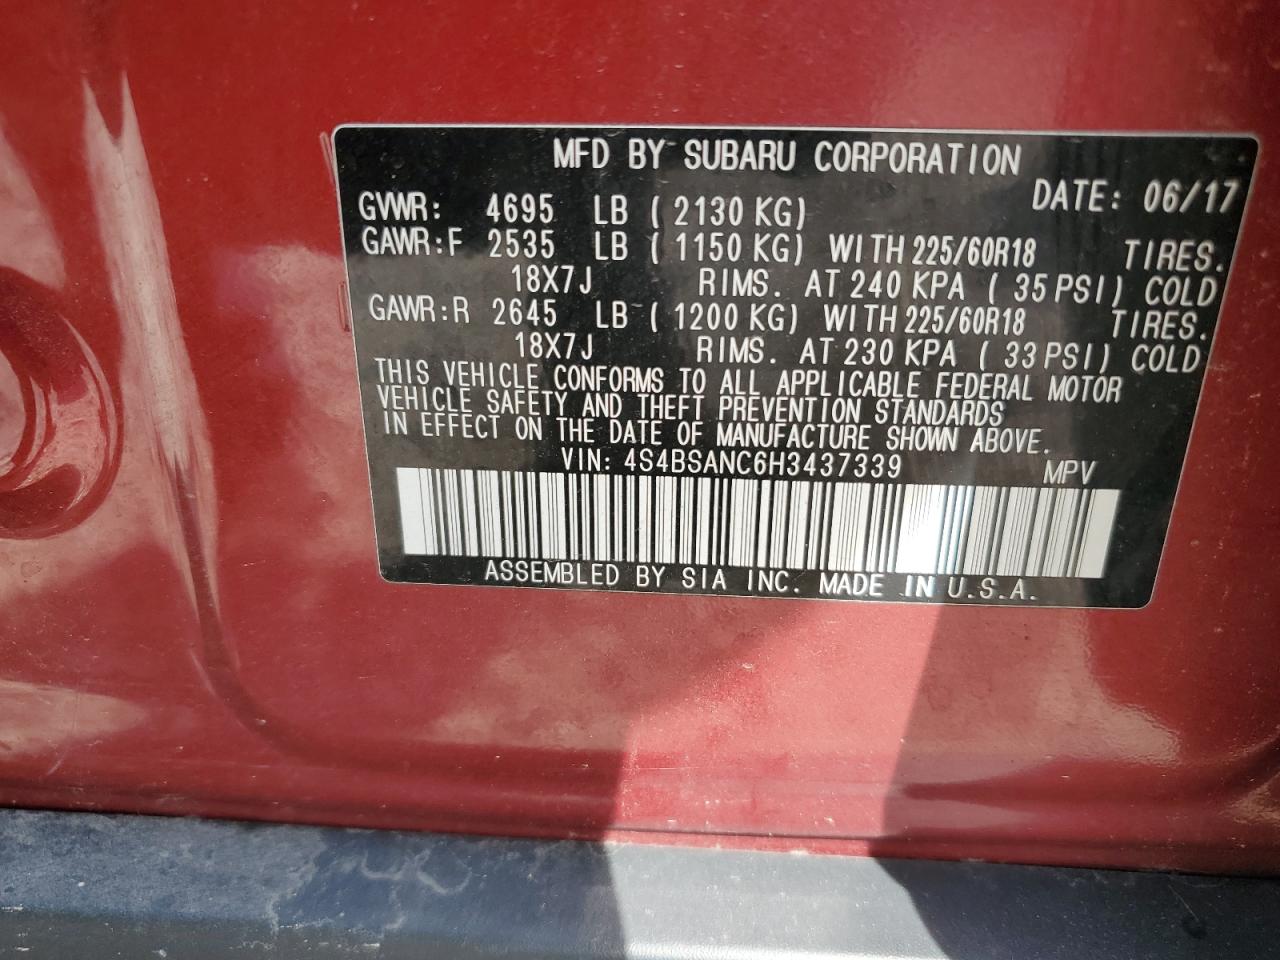 MFD BY SUBARU CORPORATION
DATE: 06/17
GVWR: 4695 LB ( 2130 KG)
GAWR:F 2535 LB ( 1150 KG) WITH 225/60R18 TIRES.
18X7J RIMS. AT 240 KPA ( 35 PSI) COLD
GAWR:R 2645 LB ( 1200 KG) WITH 225/60R18 TIRES.
18X7J RIMS. AT 230 KPA ( 33 PSI) COLD
THIS VEHICLE CONFORMS TO ALL APPLICABLE FEDERAL MOTOR
VEHICLE SAFETY AND THEFT PREVENTION STANDARDS
IN EFFECT ON THE DATE OF MANUFACTURE SHOWN ABOVE.
VIN: 4S4BSANC6H3437339 MPV
ASSEMBLED BY SIA INC. MADE IN U.S.A.